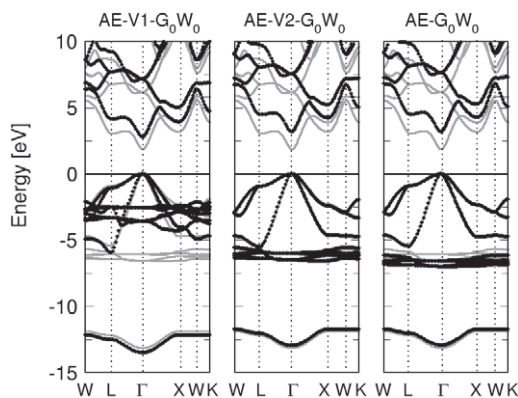 AE-V1-G₀W₀ AE-V2-G₀W₀ AE-G₀W₀
Energy [eV]
10
5
0
-5
-10
-15
W L Γ X W K W L Γ X W K W L Γ X W K